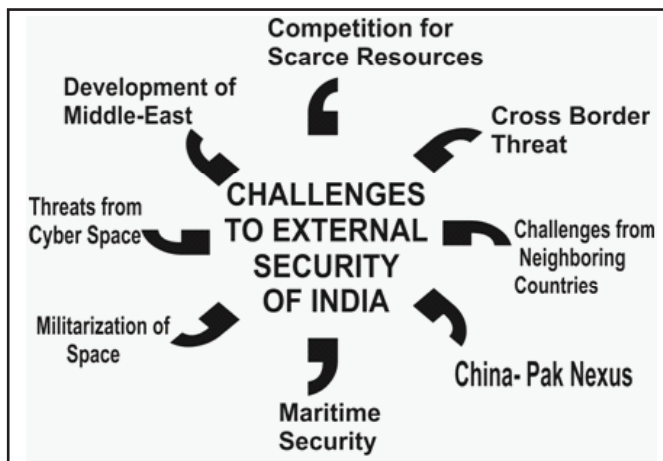 Competition for
Scarce Resources
Development of
Middle-East
Cross Border
Threat
CHALLENGES
TO EXTERNAL
SECURITY
OF INDIA
Threats from
Cyber Space
Challenges from
Neighboring
Countries
Militarization of
Space
China- Pak Nexus
Maritime
Security